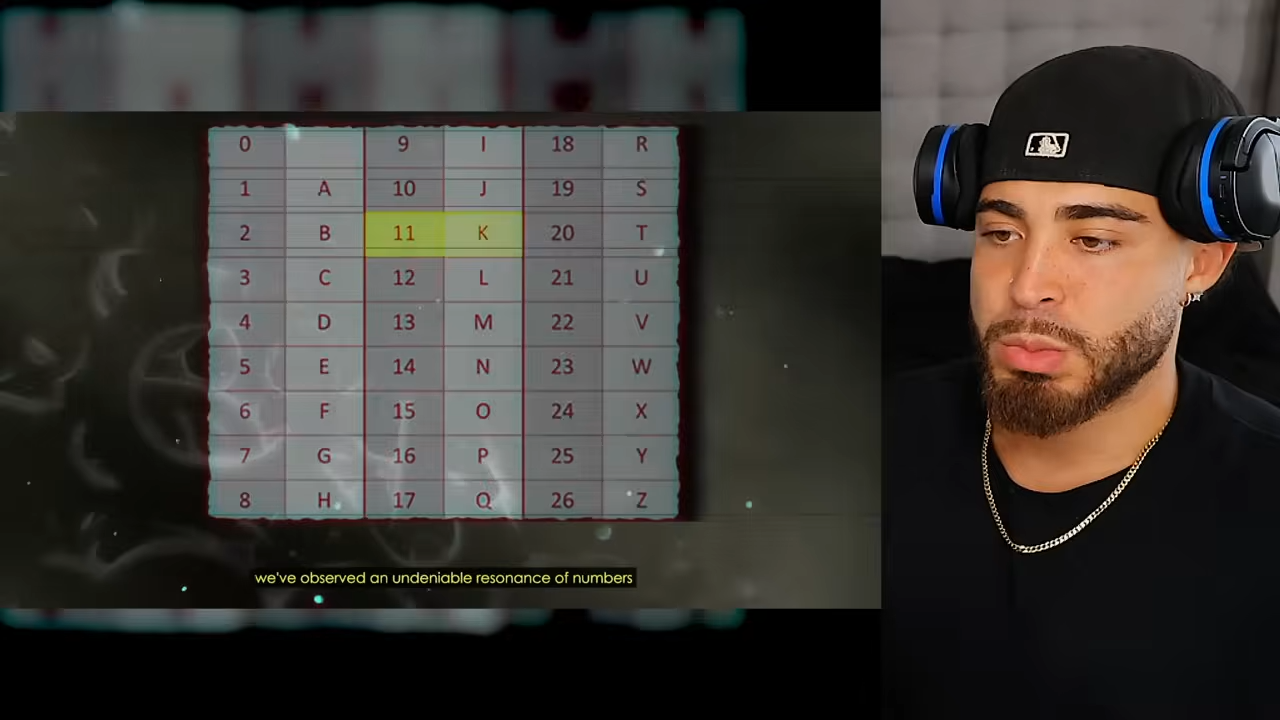 0 9 I 18 R
1 A 10 J 19 S
2 B 11 K 20 T
3 C 12 L 21 U
4 D 13 M 22 V
5 E 14 N 23 W
6 F 15 O 24 X
7 G 16 P 25 Y
8 H 17 Q 26 Z
we've observed an undeniable resonance of numbers